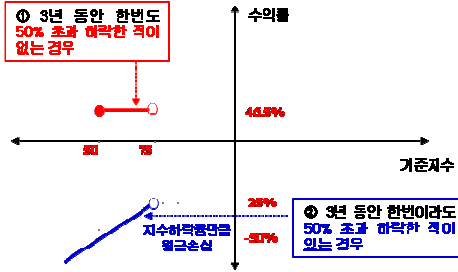 ① 3년 동안 한번도
50% 초과 하락한 적이
없는 경우
수익률
46.5%
50 75
기준지수
25%
지수하락률만큼
원금손실
-50%
② 3년 동안 한번이라도
50% 초과 하락한 적이
있는 경우